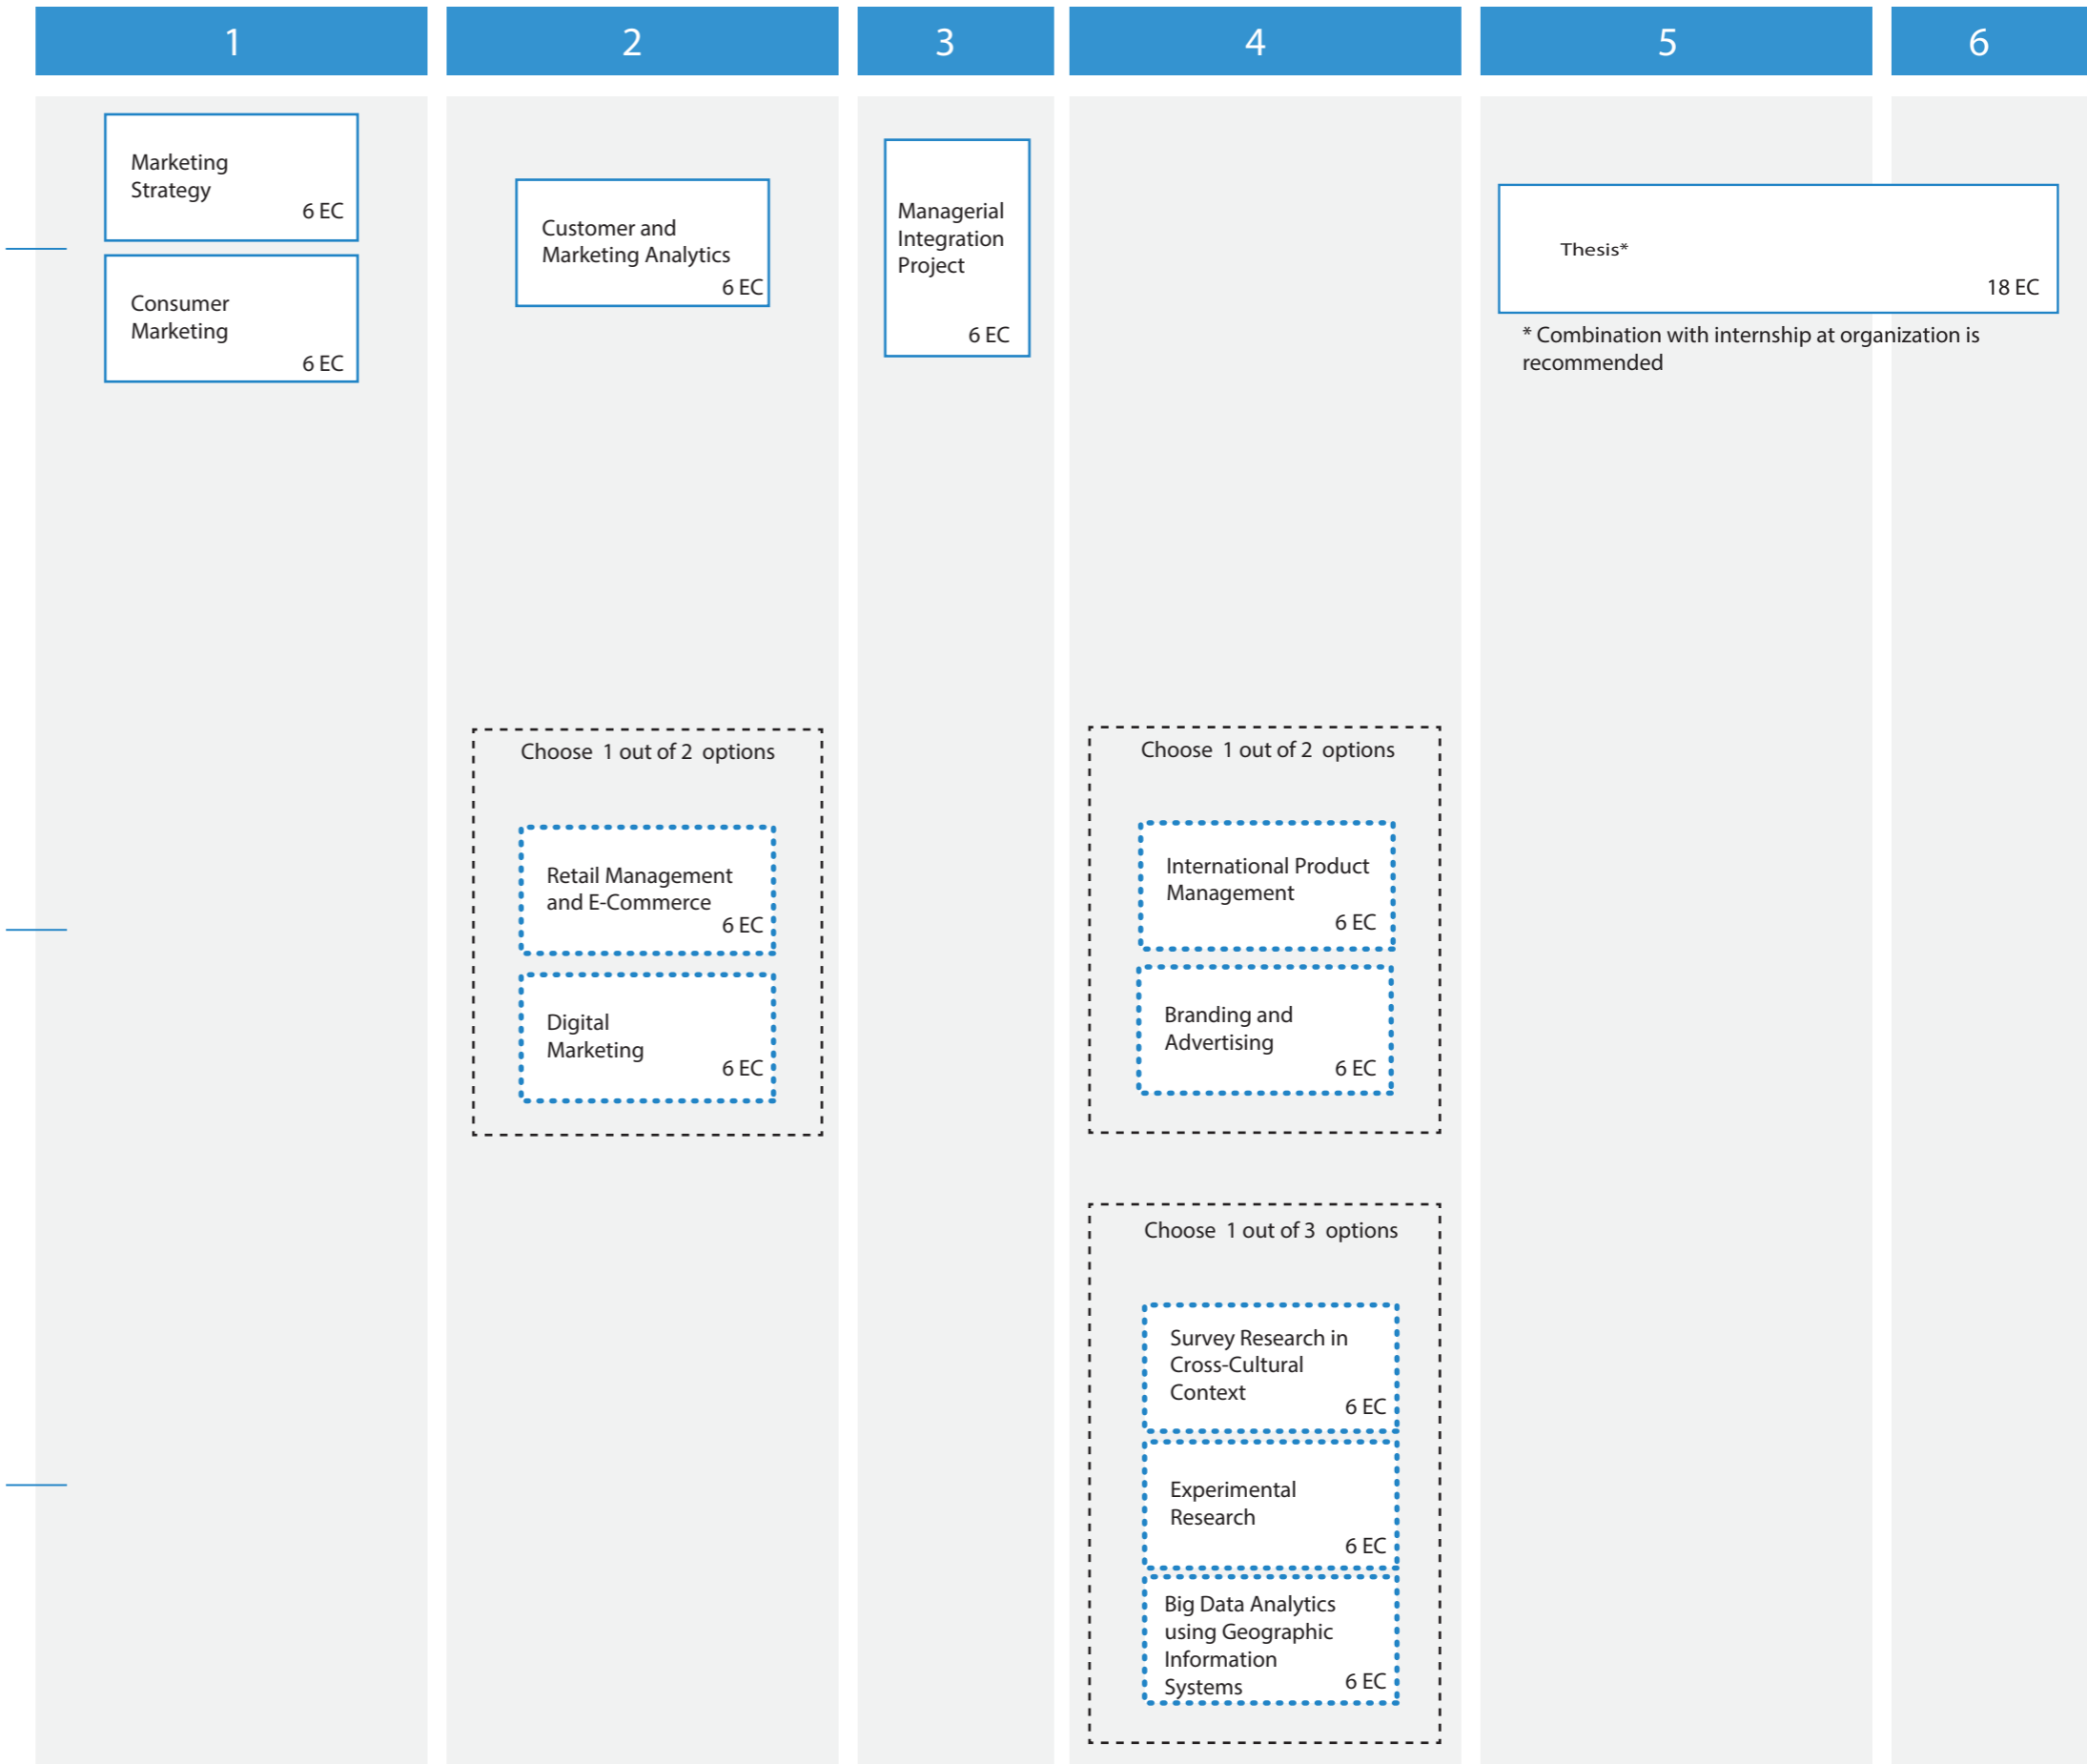 1
2
3
4
5
6
Marketing
Strategy
6 EC
Consumer
Marketing
6 EC
Customer and
Marketing Analytics
6 EC
Managerial
Integration
Project
6 EC
Thesis*
18 EC
* Combination with internship at organization is
recommended
Choose 1 out of 2 options
Retail Management
and E-Commerce
6 EC
Digital
Marketing
6 EC
Choose 1 out of 2 options
International Product
Management
6 EC
Branding and
Advertising
6 EC
Choose 1 out of 3 options
Survey Research in
Cross-Cultural
Context
6 EC
Experimental
Research
6 EC
Big Data Analytics
using Geographic
Information
Systems
6 EC